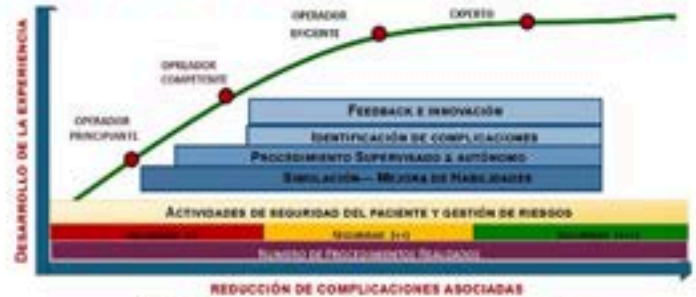 OPERADOR
EFICIENTE
EXPERTO
OPERADOR
COMPETENTE
OPERADOR
PRINCIPIANTE
DESARROLLO DE LA EXPERIENCIA
FEEDBACK E INNOVACIÓN
IDENTIFICACIÓN DE COMPLICACIONES
PROCEDIMIENTO SUPERVISADO A AUTÓNOMO
SIMULACIÓN— MEJORA DE HABILIDADES
ACTIVIDADES DE SEGURIDAD DEL PACIENTE Y GESTIÓN DE RIESGOS
SEGURIDAD (++)
NUMERO DE PROCEDIMIENTOS REALIZADOS
REDUCCIÓN DE COMPLICACIONES ASOCIADAS